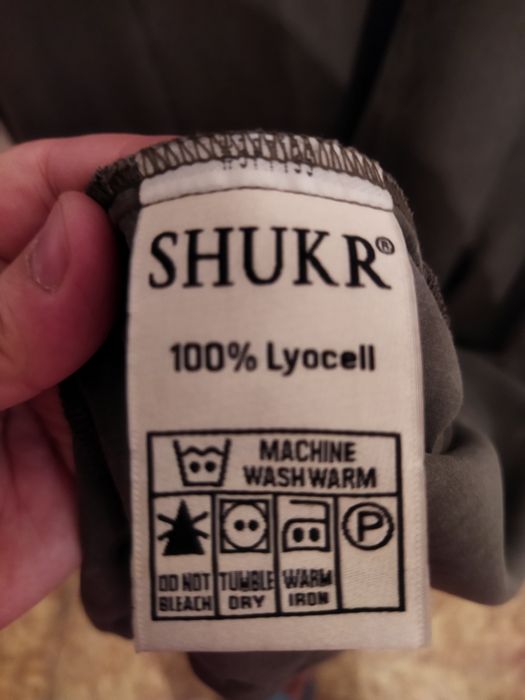 SHUKR®
100% Lyocell
MACHINE
WASH WARM
DO NOT
BLEACH
TUMBLE
DRY
WARM
IRON
P